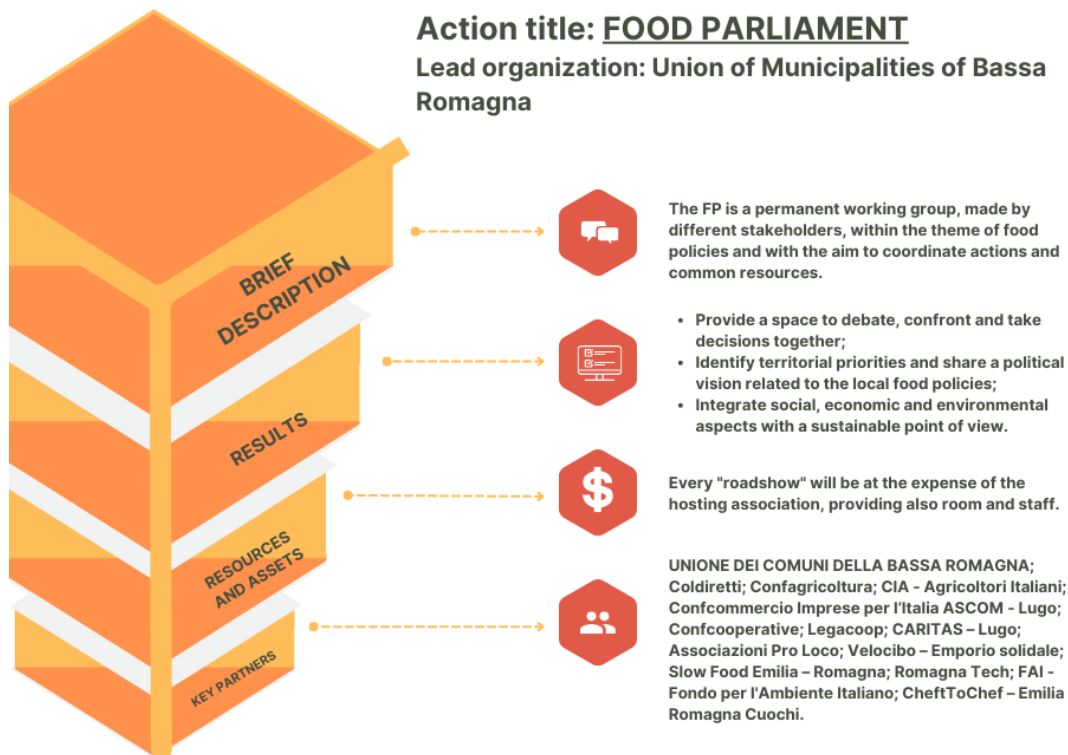 Action title: FOOD PARLIAMENT
Lead organization: Union of Municipalities of Bassa
Romagna
BRIEF
DESCRIPTION
The FP is a permanent working group, made by
different stakeholders, within the theme of food
policies and with the aim to coordinate actions and
common resources.
RESULTS
• Provide a space to debate, confront and take
decisions together;
• Identify territorial priorities and share a political
vision related to the local food policies;
• Integrate social, economic and environmental
aspects with a sustainable point of view.
RESOURCES
AND ASSETS
$
Every "roadshow" will be at the expense of the
hosting association, providing also room and staff.
KEY PARTNERS
UNIONE DEI COMUNI DELLA BASSA ROMAGNA;
Coldiretti; Confagricoltura; CIA - Agricoltori Italiani;
Confcommercio Imprese per l’Italia ASCOM - Lugo;
Confcooperative; Legacoop; CARITAS – Lugo;
Associazioni Pro Loco; Velocibo – Emporio solidale;
Slow Food Emilia – Romagna; Romagna Tech; FAI -
Fondo per l'Ambiente Italiano; CheftToChef – Emilia
Romagna Cuochi.